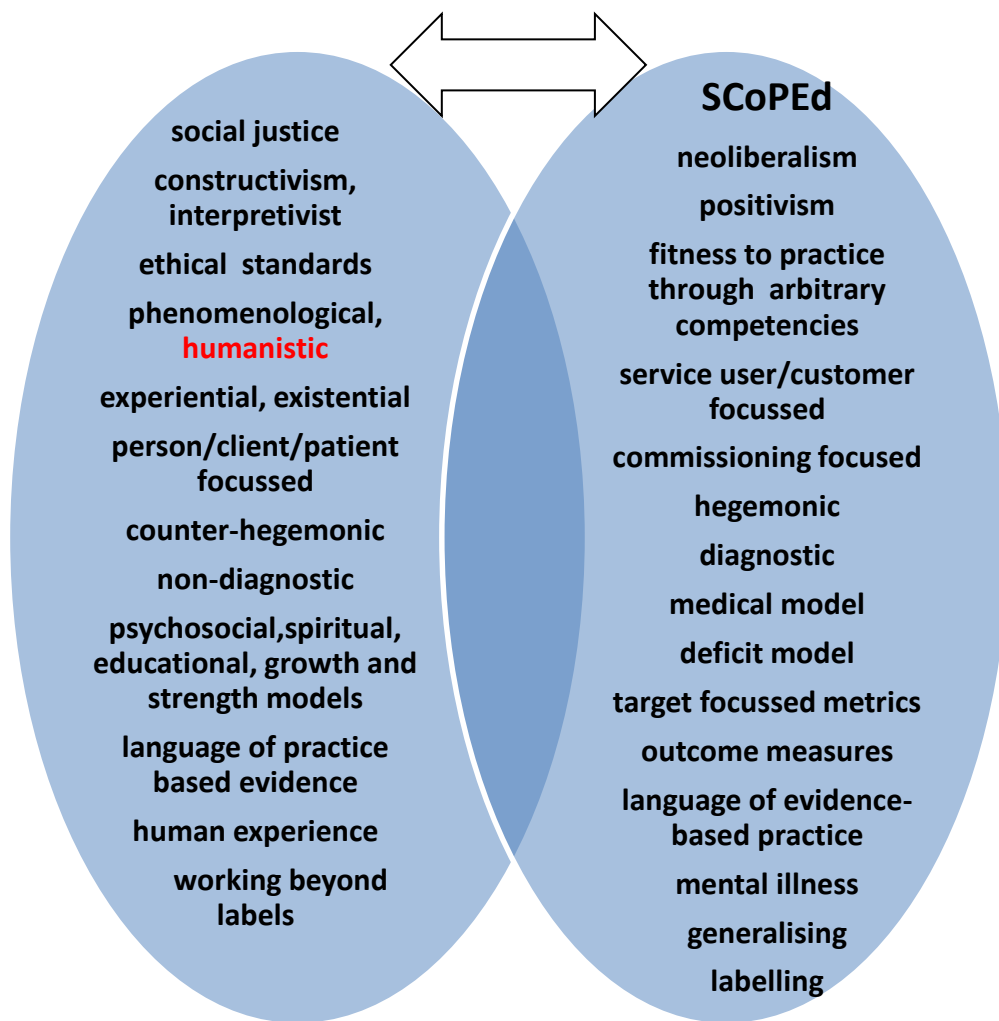 social justice
constructivism,
interpretivist
ethical standards
phenomenological,
humanistic
experiential, existential
person/client/patient
focussed
counter-hegemonic
non-diagnostic
psychosocial,spiritual,
educational, growth and
strength models
language of practice
based evidence
human experience
working beyond
labels
SCoPEd
neoliberalism
positivism
fitness to practice
through arbitrary
competencies
service user/customer
focussed
commissioning focused
hegemonic
diagnostic
medical model
deficit model
target focussed metrics
outcome measures
language of evidence-
based practice
mental illness
generalising
labelling